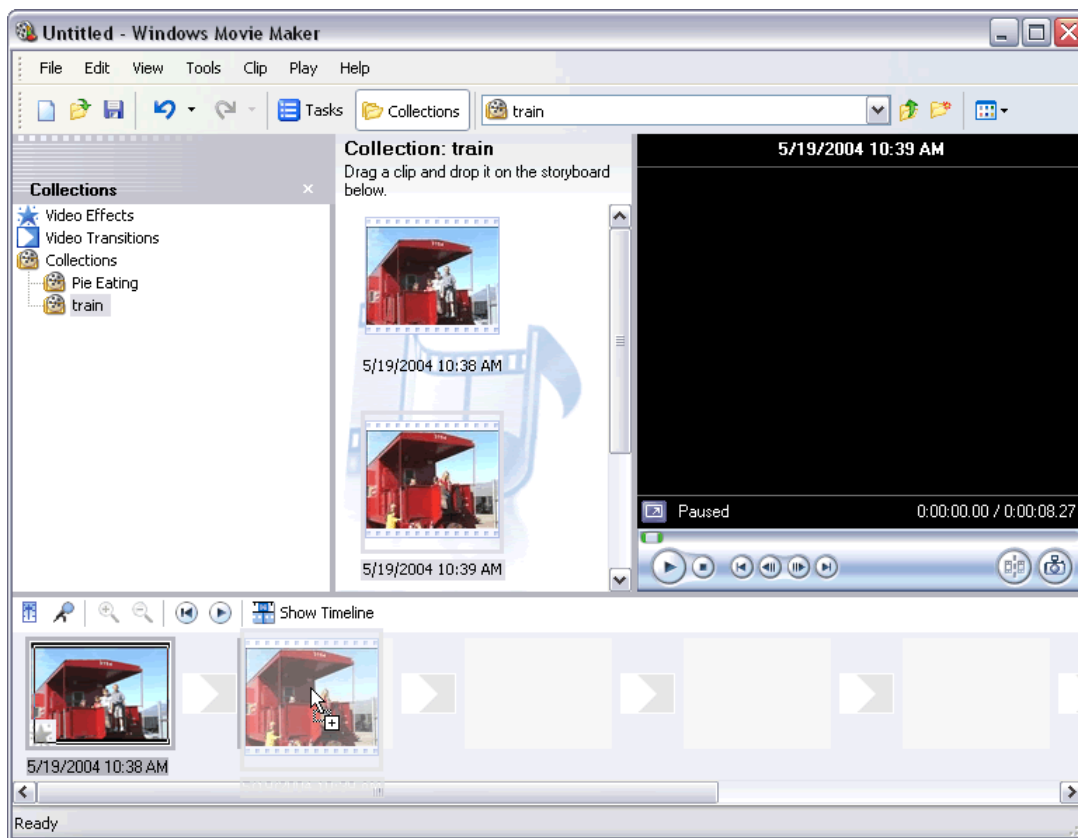 Untitled - Windows Movie Maker
File Edit View Tools Clip Play Help
Tasks Collections train
Collections
Video Effects
Video Transitions
Collections
Pie Eating
train
Collection: train
Drag a clip and drop it on the storyboard
below.
5/19/2004 10:38 AM
5/19/2004 10:39 AM
5/19/2004 10:39 AM
Paused 0:00:00.00 / 0:00:08.27
Show Timeline
5/19/2004 10:38 AM
Ready